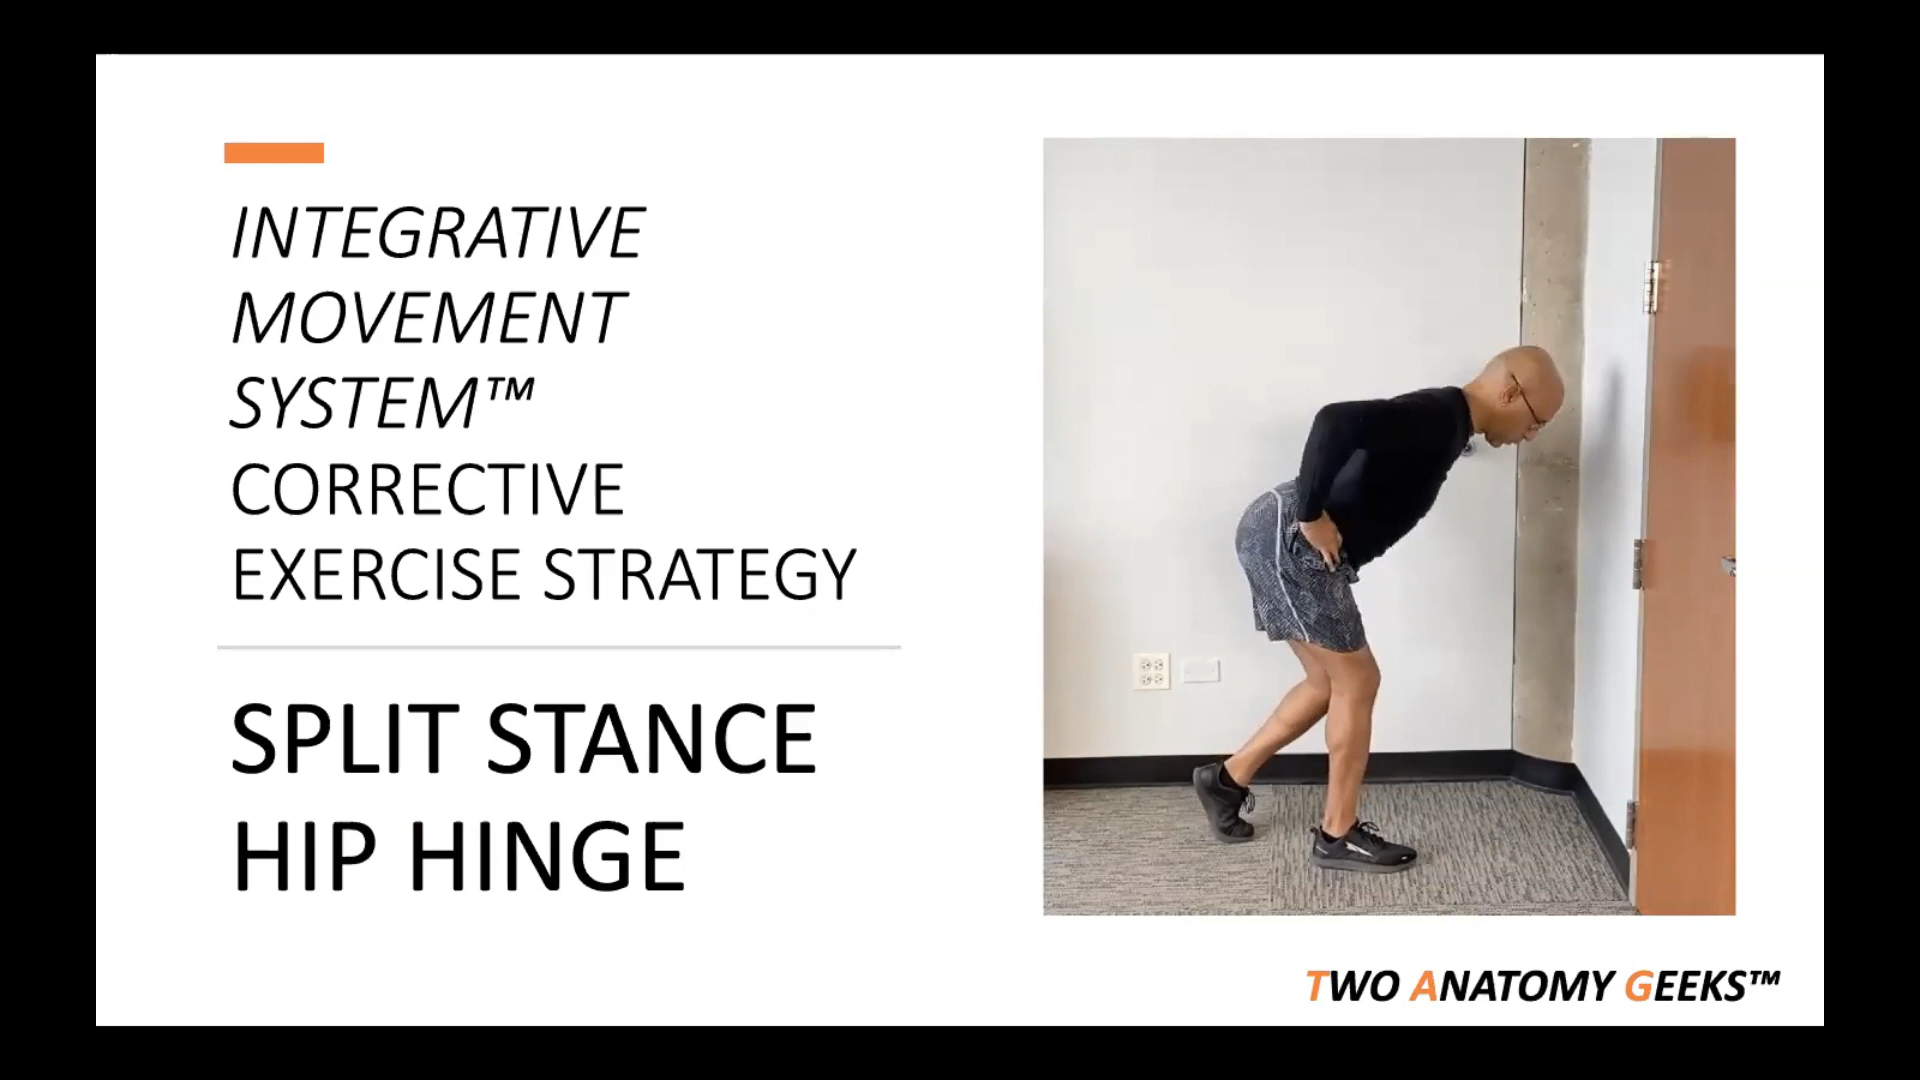 INTEGRATIVE
MOVEMENT
SYSTEM™
CORRECTIVE
EXERCISE STRATEGY
SPLIT STANCE
HIP HINGE
TWO ANATOMY GEEKS™